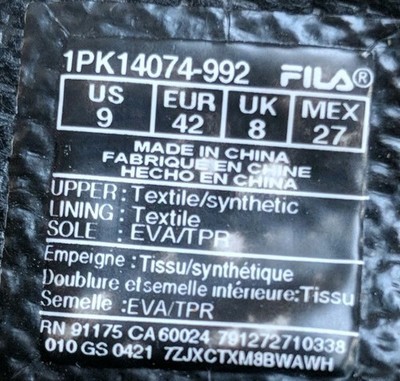 1PK14074-992 FILA®
US EUR UK MEX
9 42 8 27
MADE IN CHINA
FABRIQUE EN CHINE
HECHO EN CHINA
UPPER : Textile/synthetic
LINING : Textile
SOLE : EVA/TPR
Empeigne : Tissu/synthétique
Doublure et semelle intérieure:Tissu
Semelle :EVA/TPR
RN 91175 CA 60024 791272710338
010 GS 0421 7ZJXCTXM8BWAWH